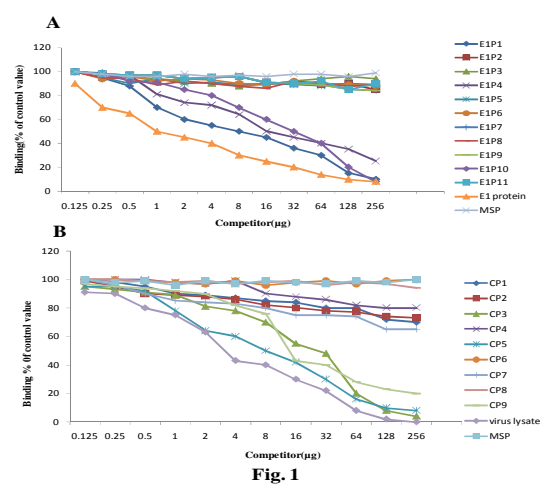 A
Binding(% of control value)
120
100
80
60
40
20
0
0.125 0.25 0.5 1 2 4 8 16 32 64 128 256
Competitor(µg)
E1P1
E1P2
E1P3
E1P4
E1P5
E1P6
E1P7
E1P8
E1P9
E1P10
E1P11
E1 protein
MSP
B
Binding % (0f control value
120
100
80
60
40
20
0
0.125 0.25 0.5 1 2 4 8 16 32 64 128 256
Competitor(µg)
CP1
CP2
CP3
CP4
CP5
CP6
CP7
CP8
CP9
virus lysate
MSP
Fig. 1